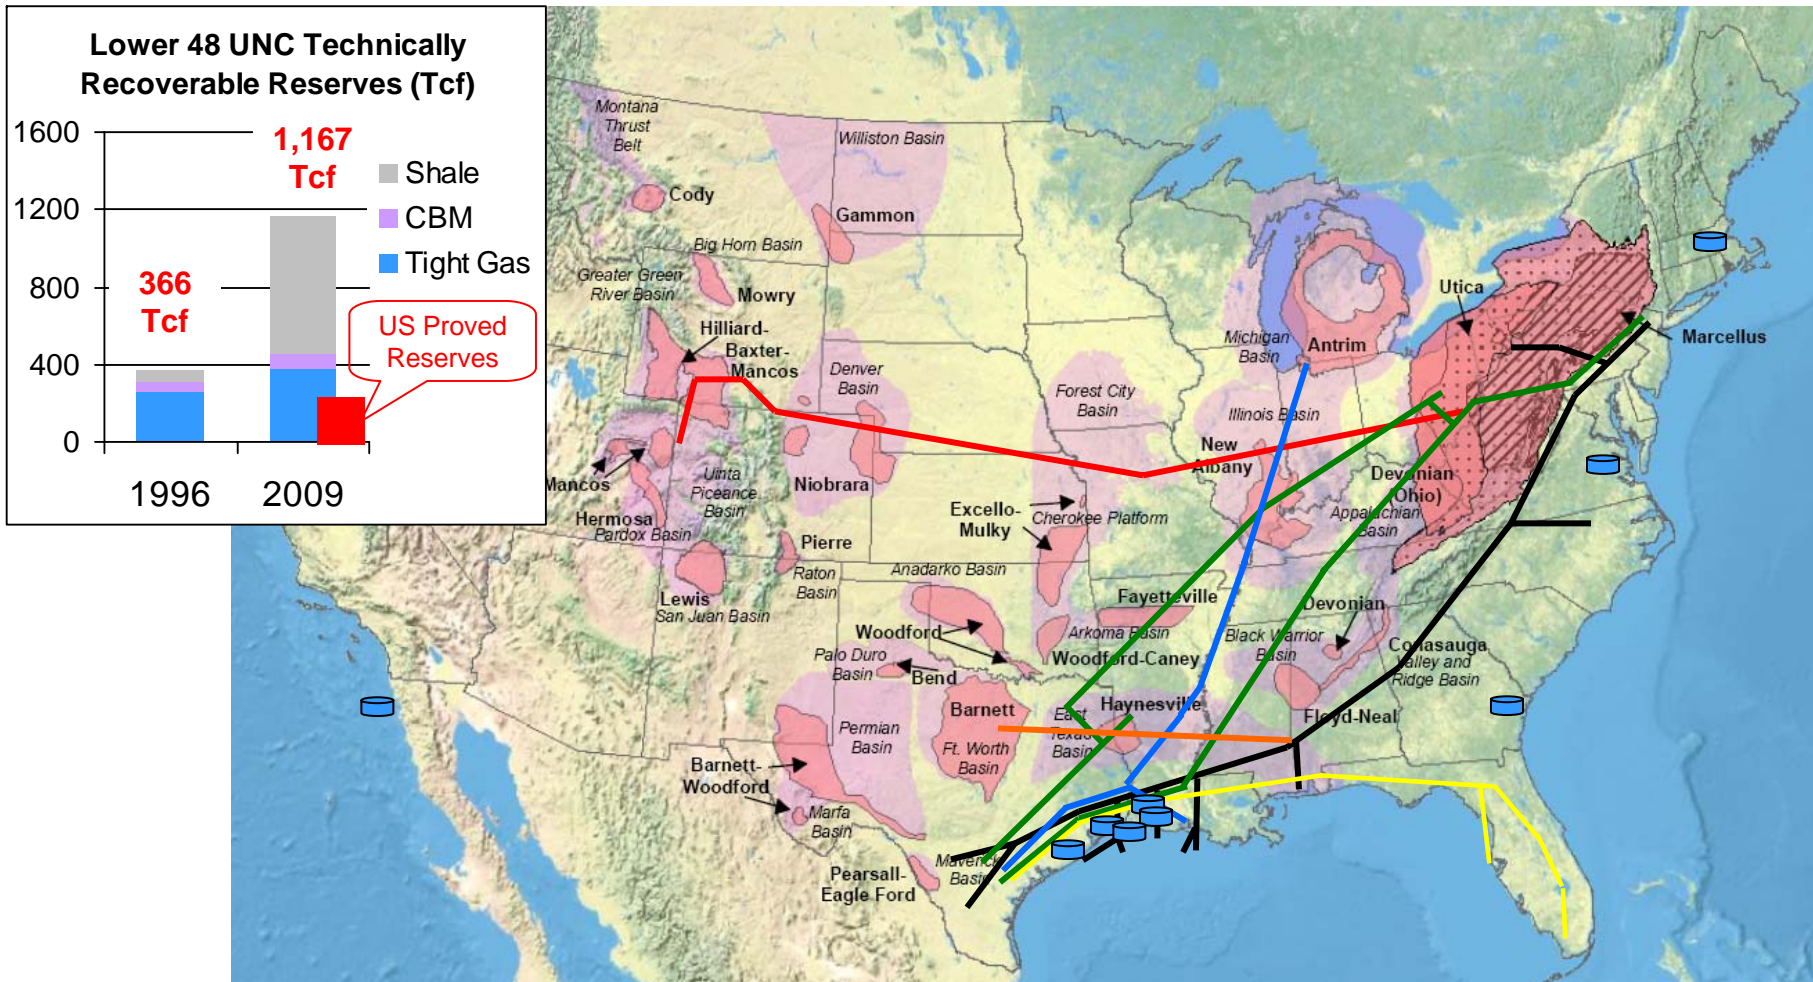 Lower 48 UNC Technically
Recoverable Reserves (Tcf)
1600
1200
800
400
0
1,167
Tcf
366
Tcf
Shale
CBM
Tight Gas
US Proved
Reserves
1996
2009
Montana
Thrust
Belt
Cody
Williston Basin
Gammon
Big Horn Basin
Greater Green
River Basin
Mowry
Hilliard-
Baxter-
Mancos
Denver
Basin
Niobrara
Uinta
Piceance
Basin
Mancos
Hermosa
Pardox Basin
Lewis
San Juan Basin
Pierre
Raton
Basin
Anadarko Basin
Forest City
Basin
Excello-
Mulky
Cherokee Platform
Michigan
Basin
Antrim
Illinois Basin
New
Albany
Utica
Marcellus
Devonian
(Ohio)
Appalachian
Basin
Fayetteville
Arkoma Basin
Woodford
Woodford-Caney
Palo Duro
Basin
Bend
Barnett
Ft. Worth
Basin
Permian
Basin
Barnett-
Woodford
Marfa
Basin
Pearsall-
Eagle Ford
Maverick
Basin
East
Texas
Basin
Haynesville
Devonian
Black Warrior
Basin
Conasauga
Valley and
Ridge Basin
Floyd-Neal